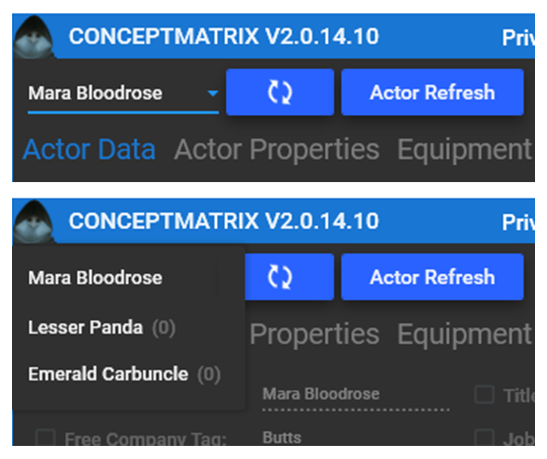 CONCEPTMATRIX V2.0.14.10 Priv
Mara Bloodrose Actor Refresh
Actor Data Actor Properties Equipment
CONCEPTMATRIX V2.0.14.10 Priv
Mara Bloodrose Actor Refresh
Lesser Panda (0) Properties Equipment
Emerald Carbuncle (0) Mara Bloodrose Title
Free Company Tag: Butts Job